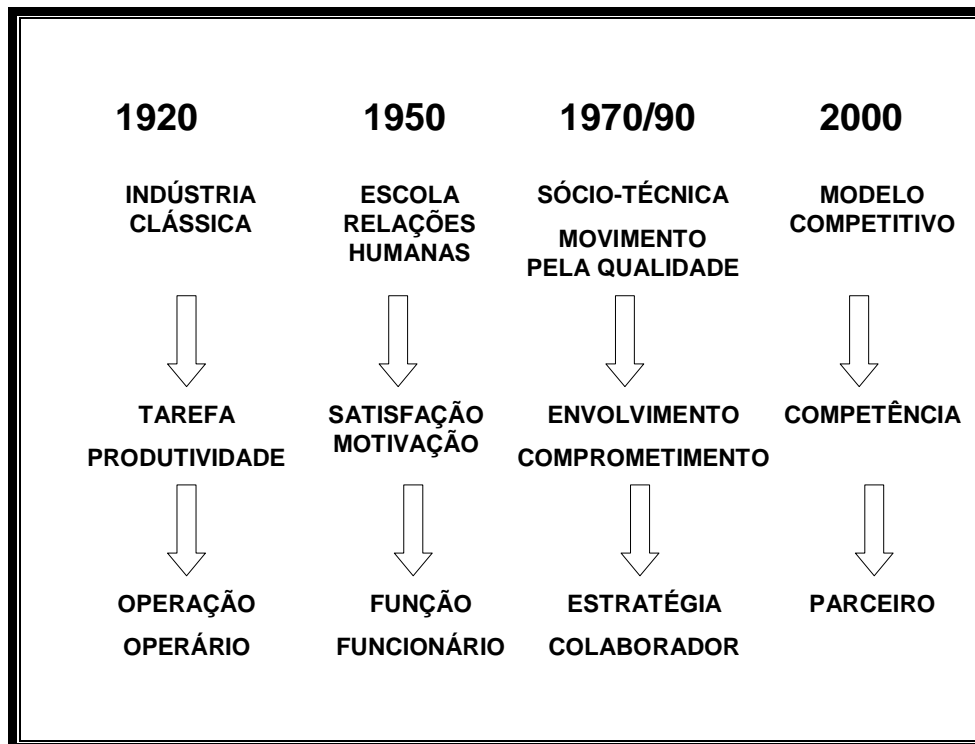 1920
INDÚSTRIA
CLÁSSICA
TAREFA
PRODUTIVIDADE
OPERAÇÃO
OPERÁRIO
1950
ESCOLA
RELAÇÕES
HUMANAS
SATISFAÇÃO
MOTIVAÇÃO
FUNÇÃO
FUNCIONÁRIO
1970/90
SÓCIO-TÉCNICA
MOVIMENTO
PELA QUALIDADE
ENVOLVIMENTO
COMPROMETIMENTO
ESTRATÉGIA
COLABORADOR
2000
MODELO
COMPETITIVO
COMPETÊNCIA
PARCEIRO